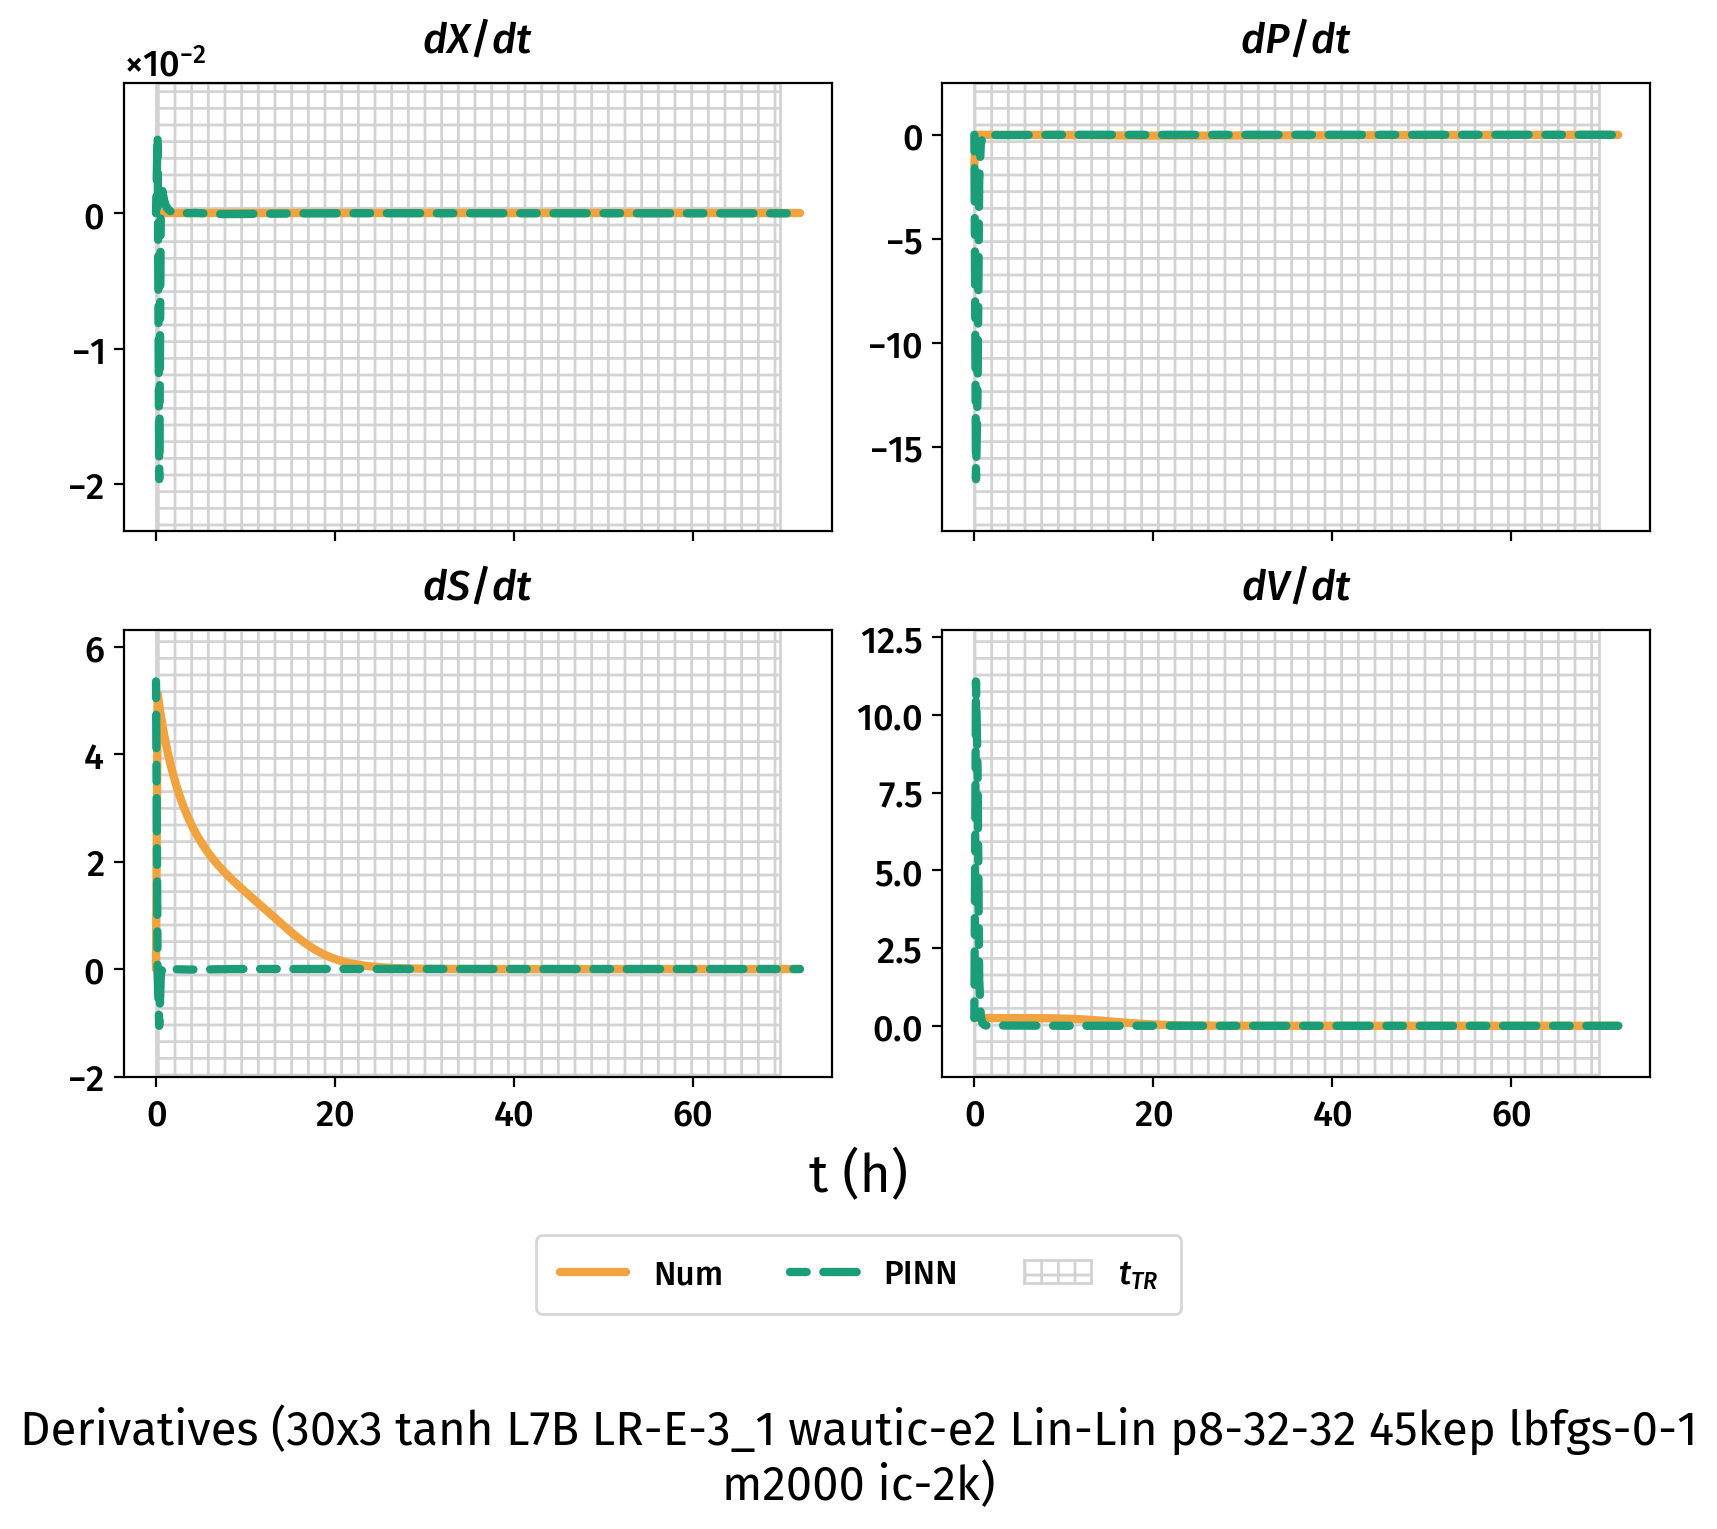 dX/dt
dP/dt
×10⁻²
0
−1
−2
0
−5
−10
−15
dS/dt
dV/dt
6
4
2
0
−2
12.5
10.0
7.5
5.0
2.5
0.0
0 20 40 60
0 20 40 60
t (h)
Num PINN t_TR
Derivatives (30x3 tanh L7B LR-E-3_1 wautic-e2 Lin-Lin p8-32-32 45kep lbfgs-0-1
m2000 ic-2k)